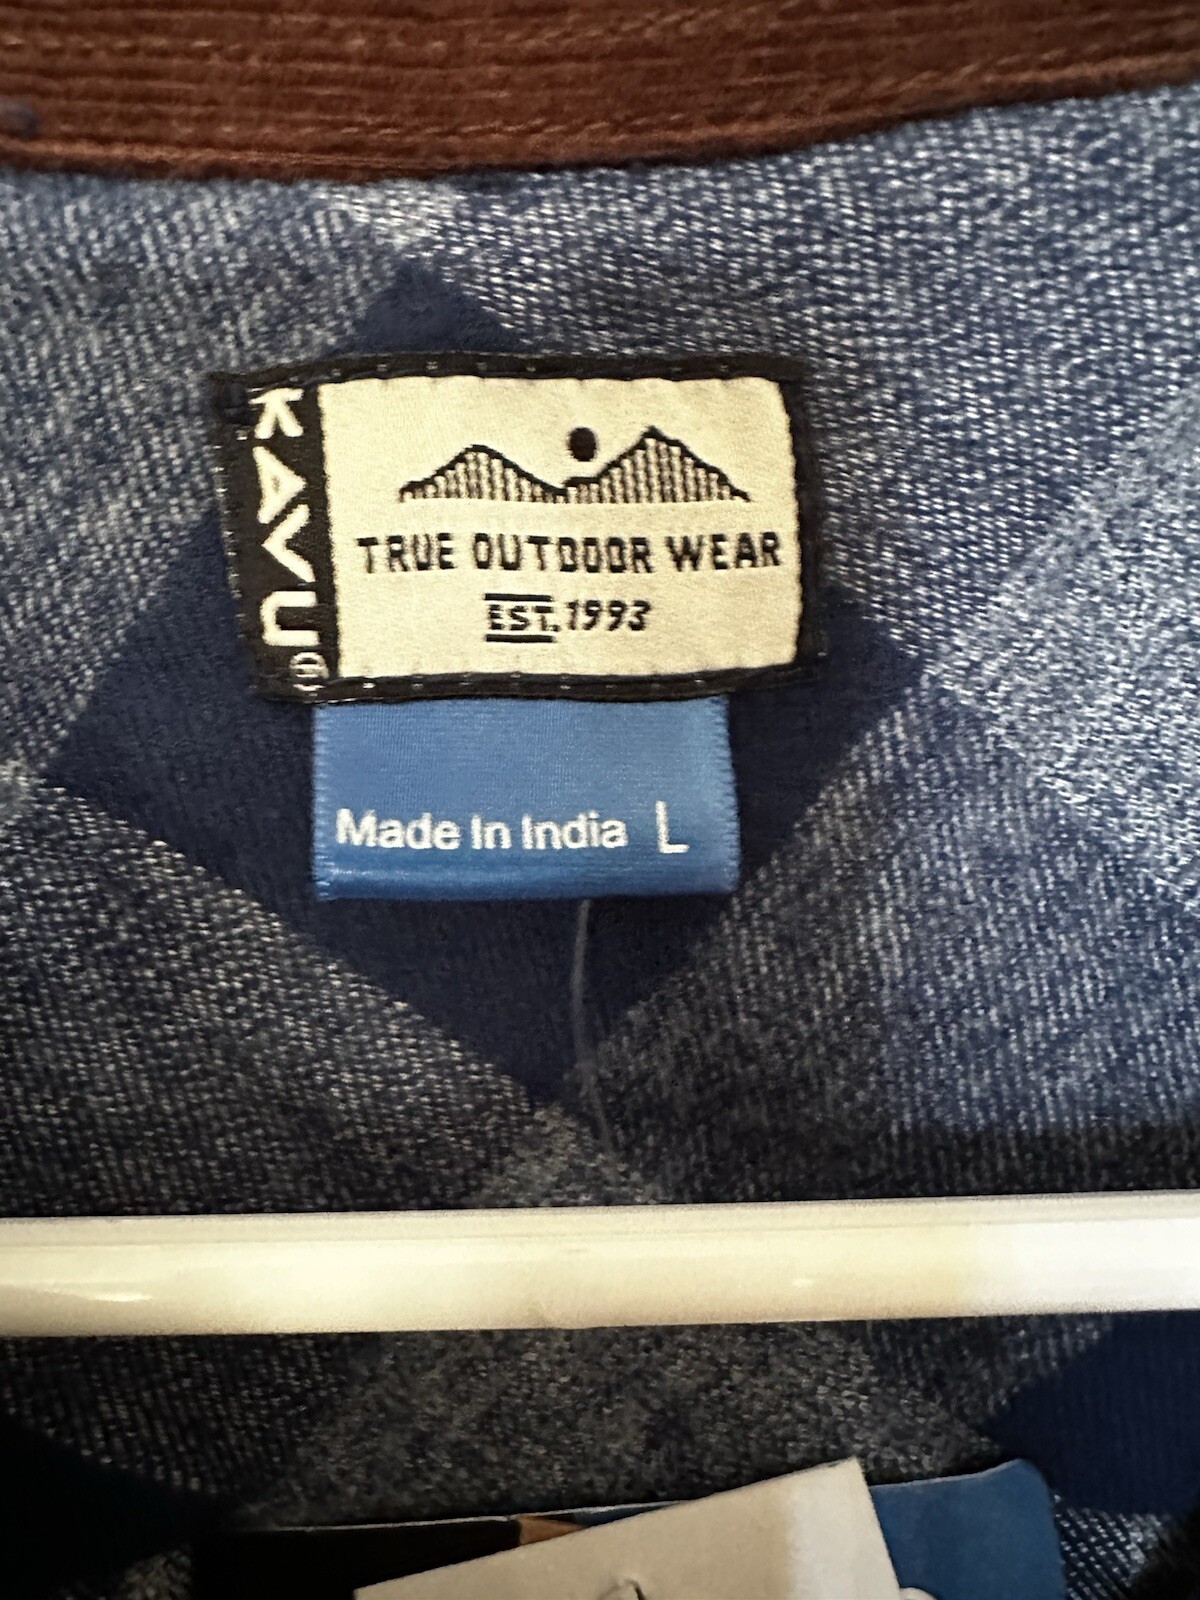 KAVU®
TRUE OUTDOOR WEAR
EST. 1993
Made In India L